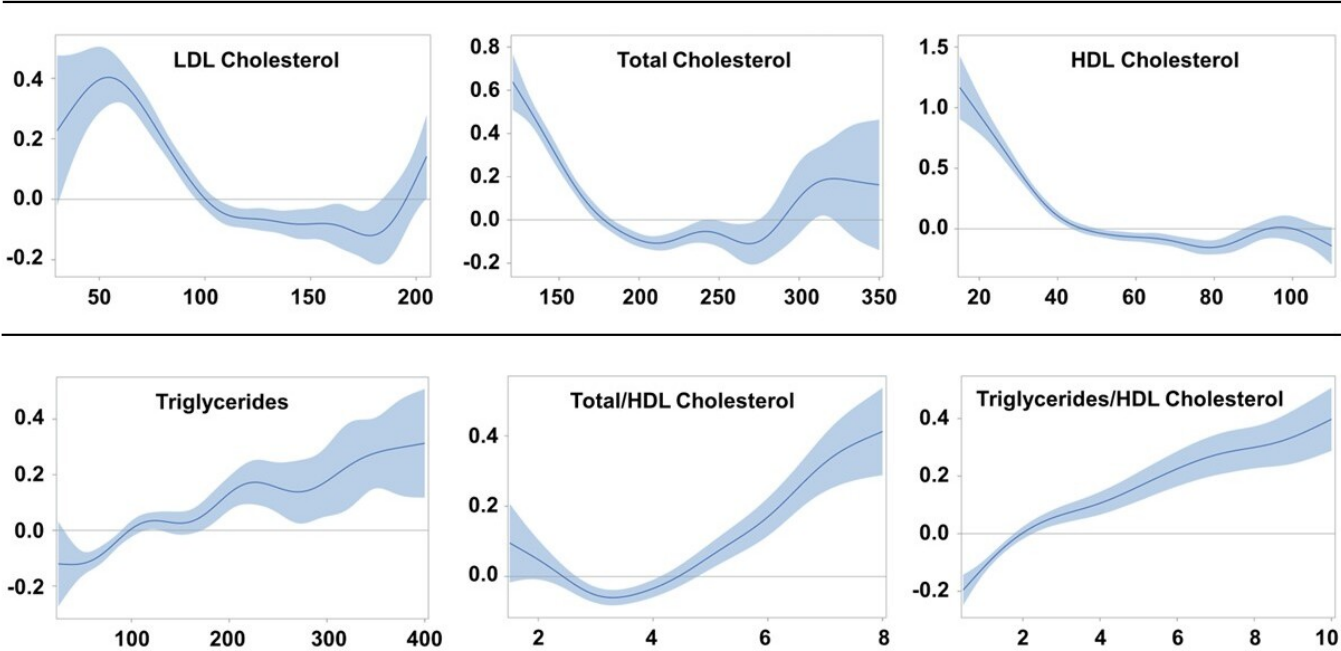 LDL Cholesterol
0.4
0.2
0.0
-0.2
50 100 150 200
Total Cholesterol
0.8
0.6
0.4
0.2
0.0
-0.2
150 200 250 300 350
HDL Cholesterol
1.5
1.0
0.5
0.0
20 40 60 80 100
Triglycerides
0.4
0.2
0.0
-0.2
100 200 300 400
Total/HDL Cholesterol
0.4
0.2
0.0
2 4 6 8
Triglycerides/HDL Cholesterol
0.4
0.2
0.0
-0.2
2 4 6 8 10